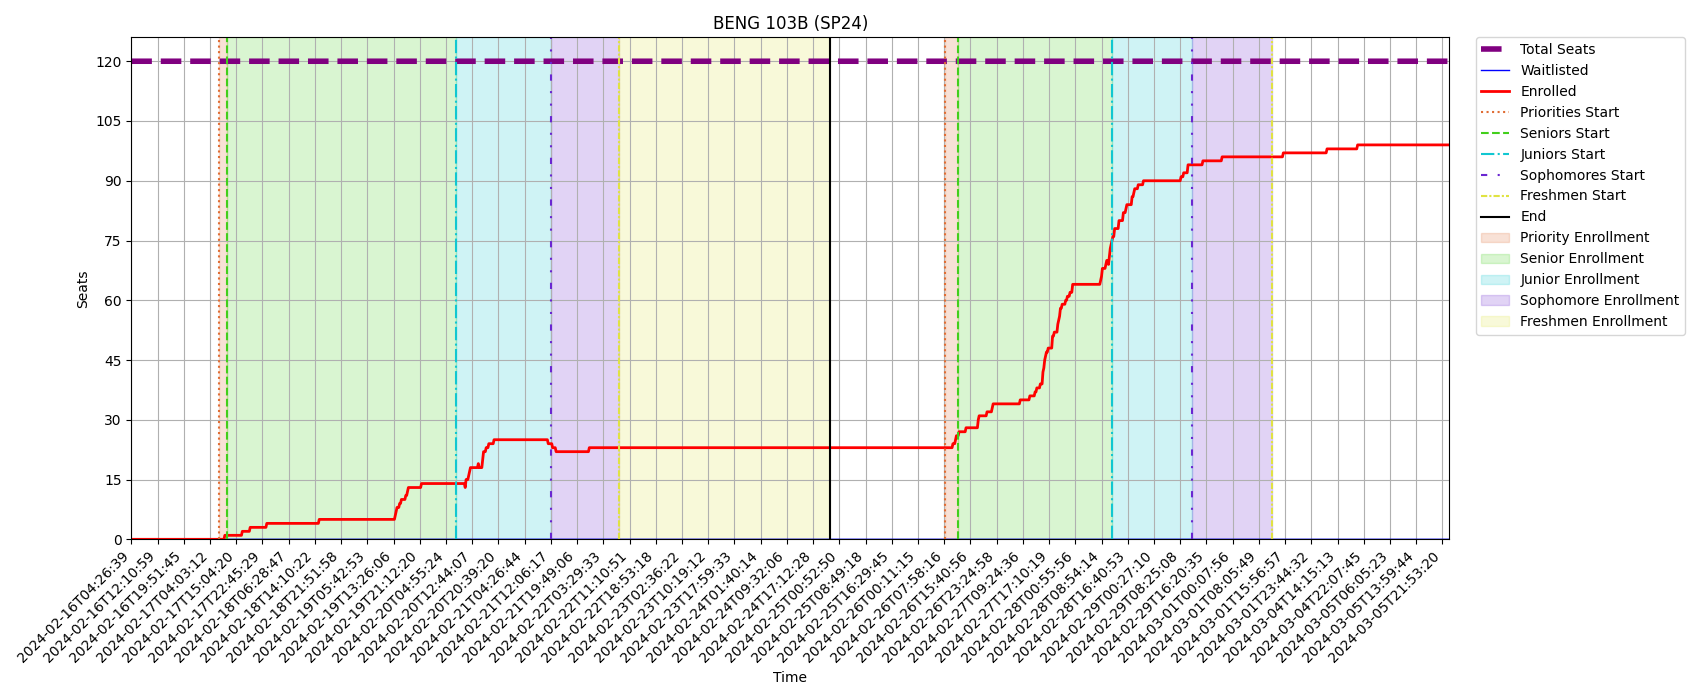 BENG 103B (SP24)
Seats
120
105
90
75
60
45
30
15
0
2024-02-16T04:26:39
2024-02-16T12:10:59
2024-02-16T19:51:45
2024-02-17T04:03:12
2024-02-17T15:04:20
2024-02-17T22:45:29
2024-02-18T06:28:47
2024-02-18T14:10:22
2024-02-18T21:51:58
2024-02-19T05:42:53
2024-02-19T13:26:06
2024-02-19T21:12:20
2024-02-20T04:55:24
2024-02-20T12:44:07
2024-02-20T20:39:20
2024-02-21T04:26:44
2024-02-21T12:06:17
2024-02-21T19:49:06
2024-02-22T03:29:33
2024-02-22T11:10:51
2024-02-22T18:53:18
2024-02-23T02:36:22
2024-02-23T10:19:12
2024-02-23T17:59:33
2024-02-24T01:40:14
2024-02-24T09:32:06
2024-02-24T17:12:28
2024-02-25T00:52:50
2024-02-25T08:49:18
2024-02-25T16:29:45
2024-02-26T00:11:15
2024-02-26T07:58:16
2024-02-26T15:40:56
2024-02-26T23:24:58
2024-02-27T09:24:36
2024-02-27T17:10:19
2024-02-28T00:55:56
2024-02-28T08:54:14
2024-02-28T16:40:53
2024-02-29T00:27:10
2024-02-29T08:25:08
2024-02-29T16:20:35
2024-03-01T00:07:56
2024-03-01T08:05:49
2024-03-01T15:56:57
2024-03-01T23:44:32
2024-03-04T14:15:13
2024-03-04T22:07:45
2024-03-05T06:05:23
2024-03-05T13:59:44
2024-03-05T21:53:20
Time
Total Seats
Waitlisted
Enrolled
Priorities Start
Seniors Start
Juniors Start
Sophomores Start
Freshmen Start
End
Priority Enrollment
Senior Enrollment
Junior Enrollment
Sophomore Enrollment
Freshmen Enrollment